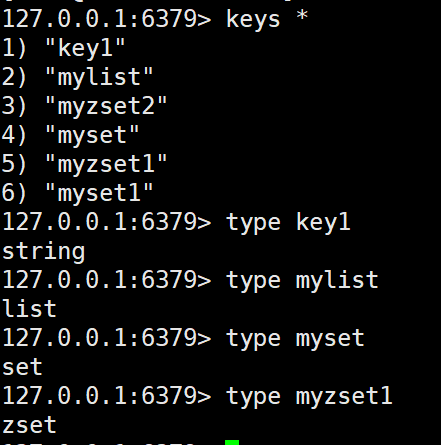 127.0.0.1:6379> keys *
1) "key1"
2) "mylist"
3) "myzset2"
4) "myset"
5) "myzset1"
6) "myset1"
127.0.0.1:6379> type key1
string
127.0.0.1:6379> type mylist
list
127.0.0.1:6379> type myset
set
127.0.0.1:6379> type myzset1
zset